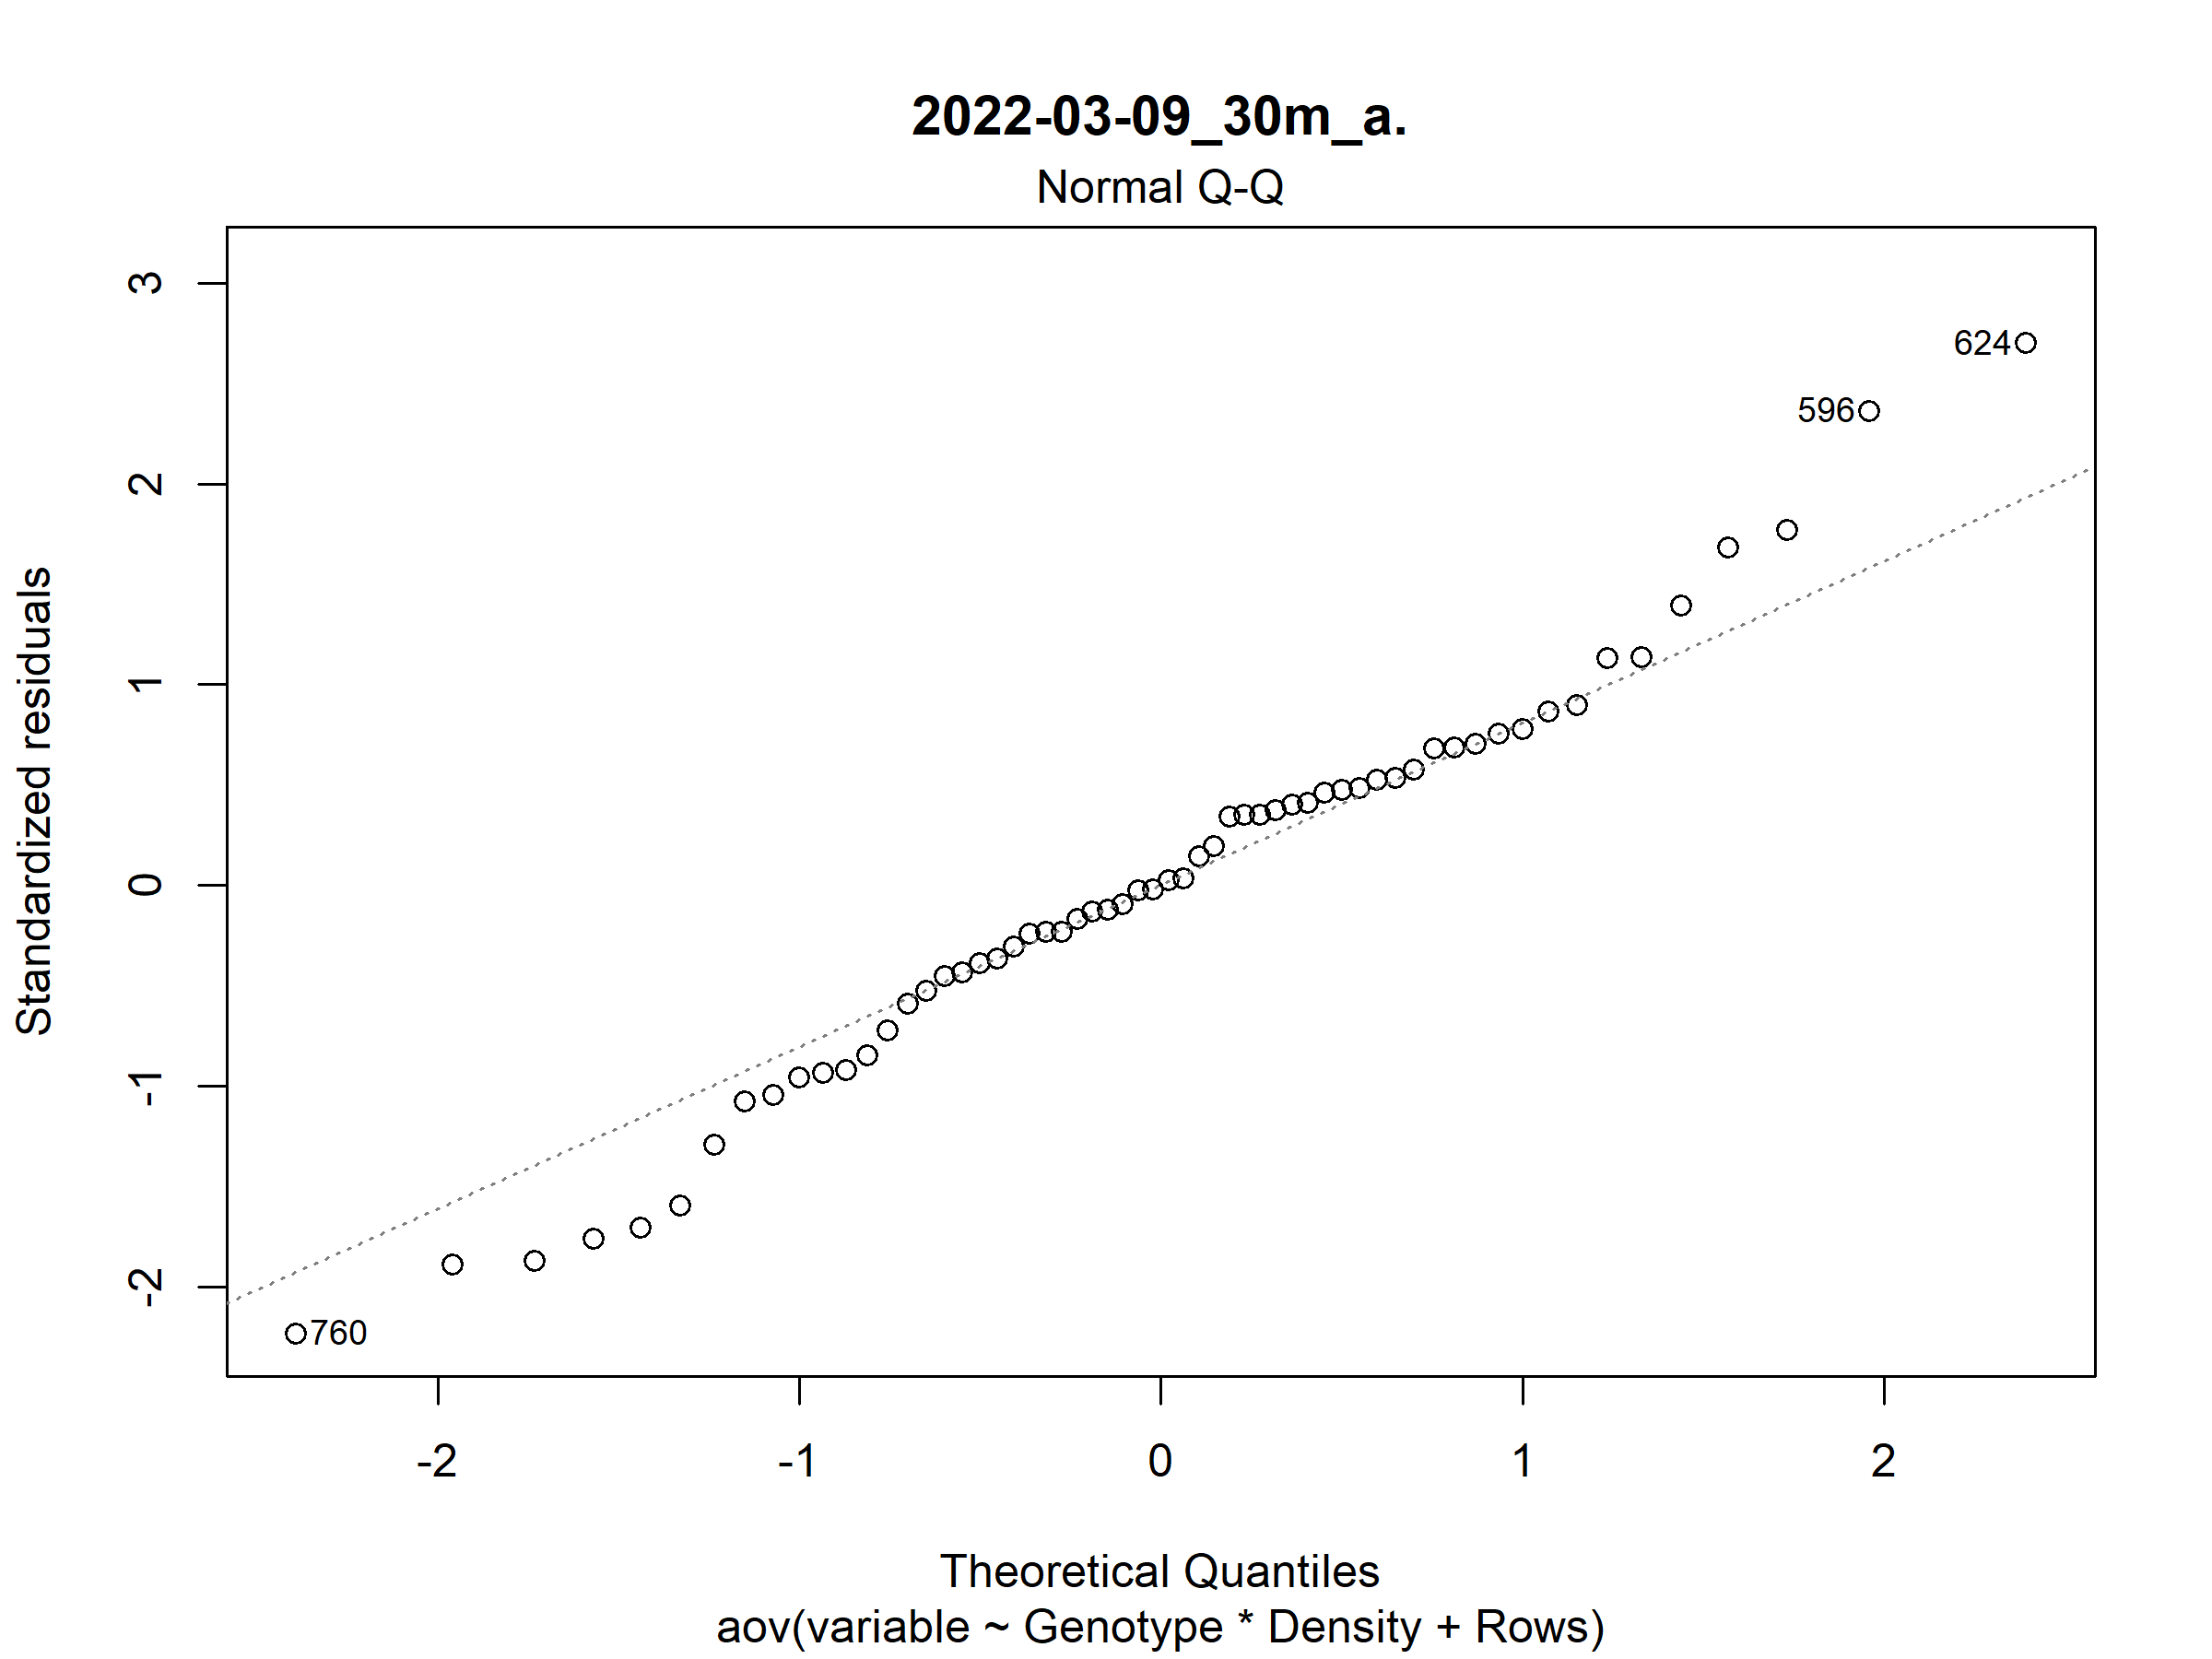 2022-03-09_30m_a.
Normal Q-Q
3
2
1
0
-1
-2
Standardized residuals
624
596
760
-2 -1 0 1 2
Theoretical Quantiles
aov(variable ~ Genotype * Density + Rows)